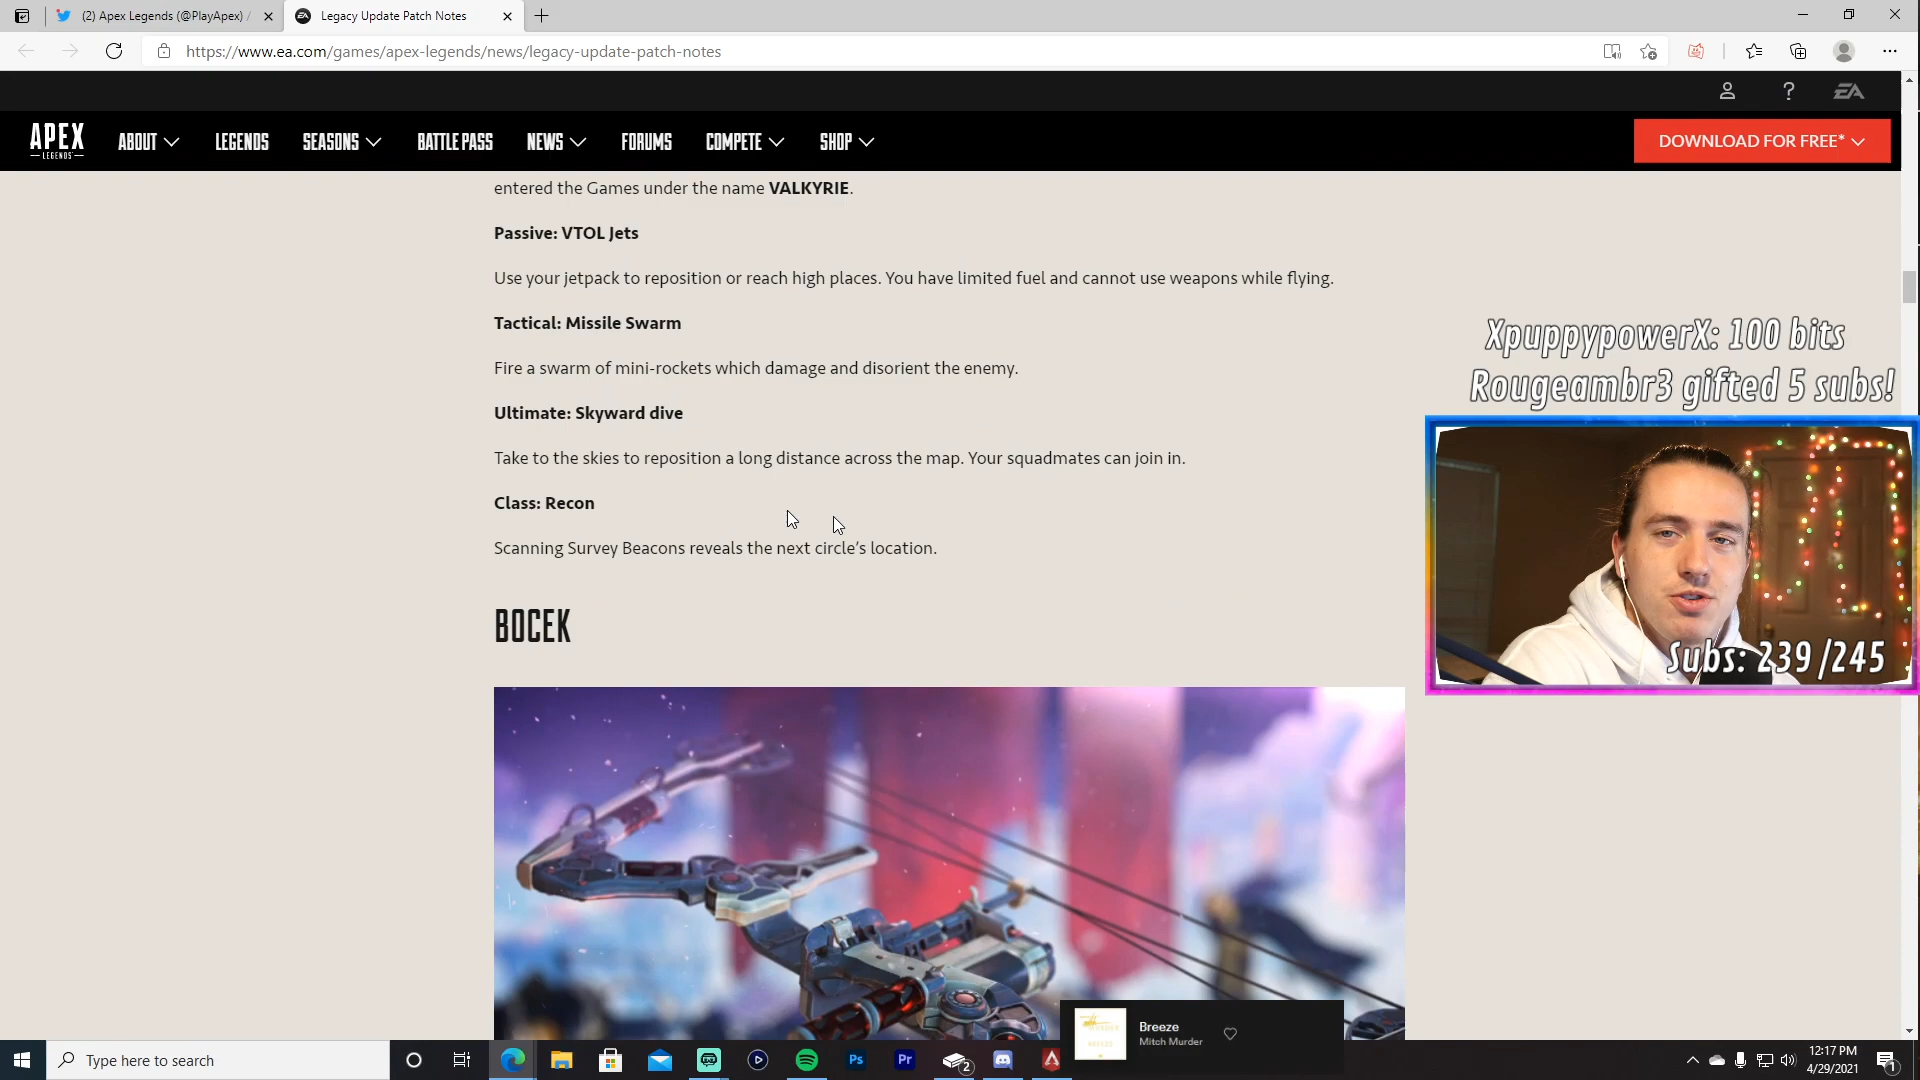 (2) Apex Legends (@PlayApex) /
Legacy Update Patch Notes
https://www.ea.com/games/apex-legends/news/legacy-update-patch-notes
EA
APEX
LEGENDS
ABOUT
LEGENDS
SEASONS
BATTLE PASS
NEWS
FORUMS
COMPETE
SHOP
DOWNLOAD FOR FREE*
entered the Games under the name VALKYRIE.
Passive: VTOL Jets
Use your jetpack to reposition or reach high places. You have limited fuel and cannot use weapons while flying.
Tactical: Missile Swarm
Fire a swarm of mini-rockets which damage and disorient the enemy.
Ultimate: Skyward dive
Take to the skies to reposition a long distance across the map. Your squadmates can join in.
Class: Recon
Scanning Survey Beacons reveals the next circle's location.
BOCEK
XpuppypowerX: 100 bits
Rougeambr3 gifted 5 subs!
Subs: 239 /245
Breeze
Mitch Murder
Type here to search
Ps
Pr
2
12:17 PM
4/29/2021
1